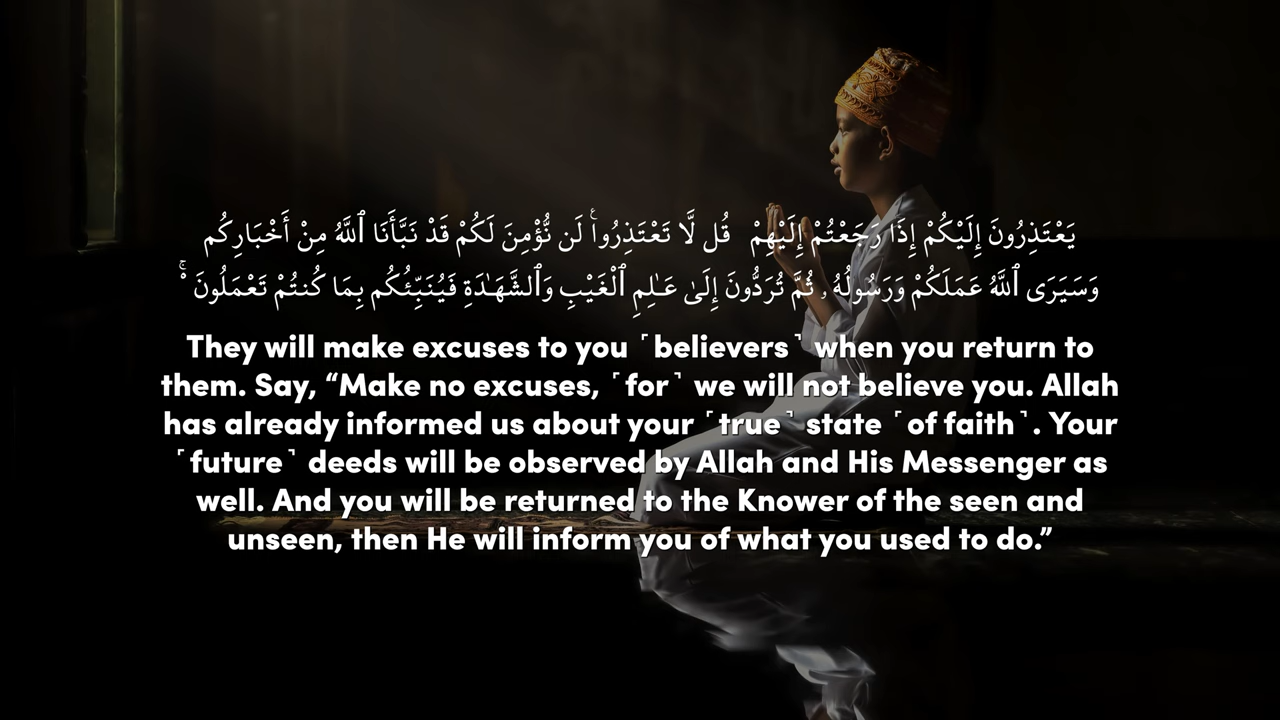 يَعْتَذِرُونَ إِلَيْكُمْ إِذَا رَجَعْتُمْ إِلَيْهِمْ ۚ قُل لَّا تَعْتَذِرُوا۟ لَن نُّؤْمِنَ لَكُمْ قَدْ نَبَّأَنَا ٱللَّهُ مِنْ أَخْبَارِكُمْ
وَسَيَرَى ٱللَّهُ عَمَلَكُمْ وَرَسُولُهُۥ ثُمَّ تُرَدُّونَ إِلَىٰ عَـٰلِمِ ٱلْغَيْبِ وَٱلشَّهَـٰدَةِ فَيُنَبِّئُكُم بِمَا كُنتُمْ تَعْمَلُونَ
They will make excuses to you ˹believers˺ when you return to
them. Say, “Make no excuses, ˹for˺ we will not believe you. Allah
has already informed us about your ˹true˺ state ˹of faith˺. Your
˹future˺ deeds will be observed by Allah and His Messenger as
well. And you will be returned to the Knower of the seen and
unseen, then He will inform you of what you used to do.”